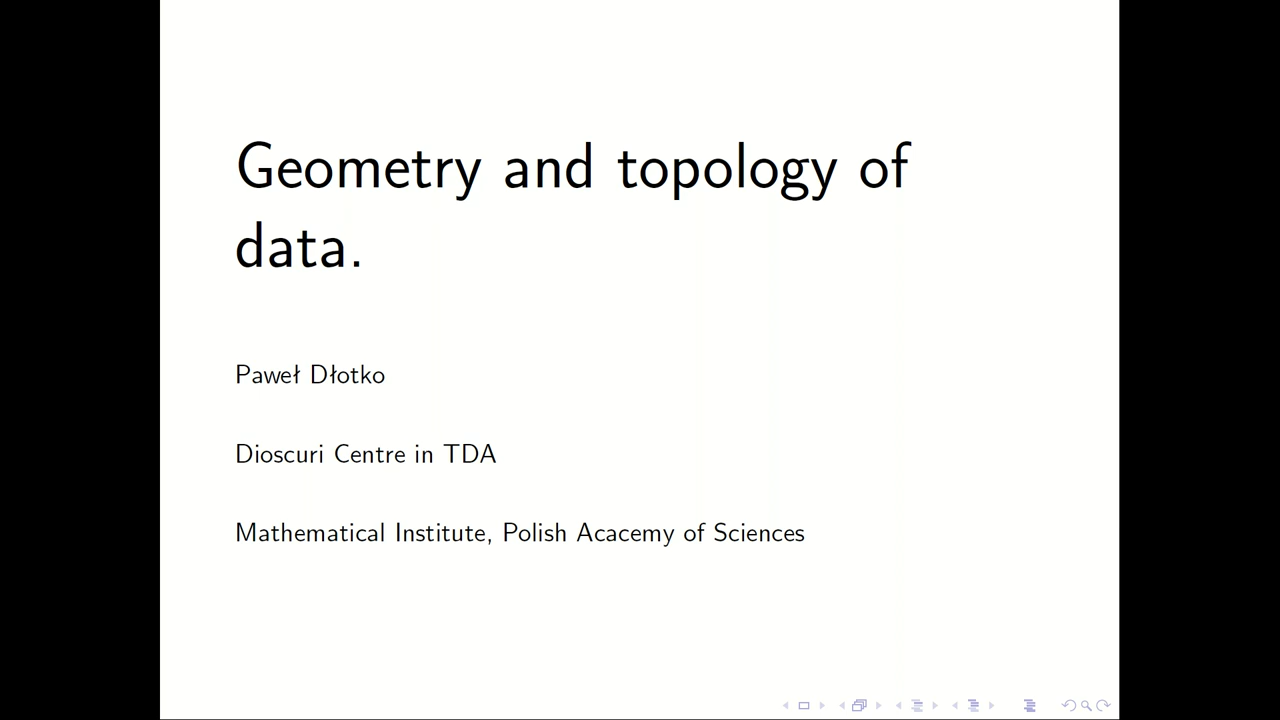 Geometry and topology of
data.
Paweł Dłotko
Dioscuri Centre in TDA
Mathematical Institute, Polish Acacemy of Sciences